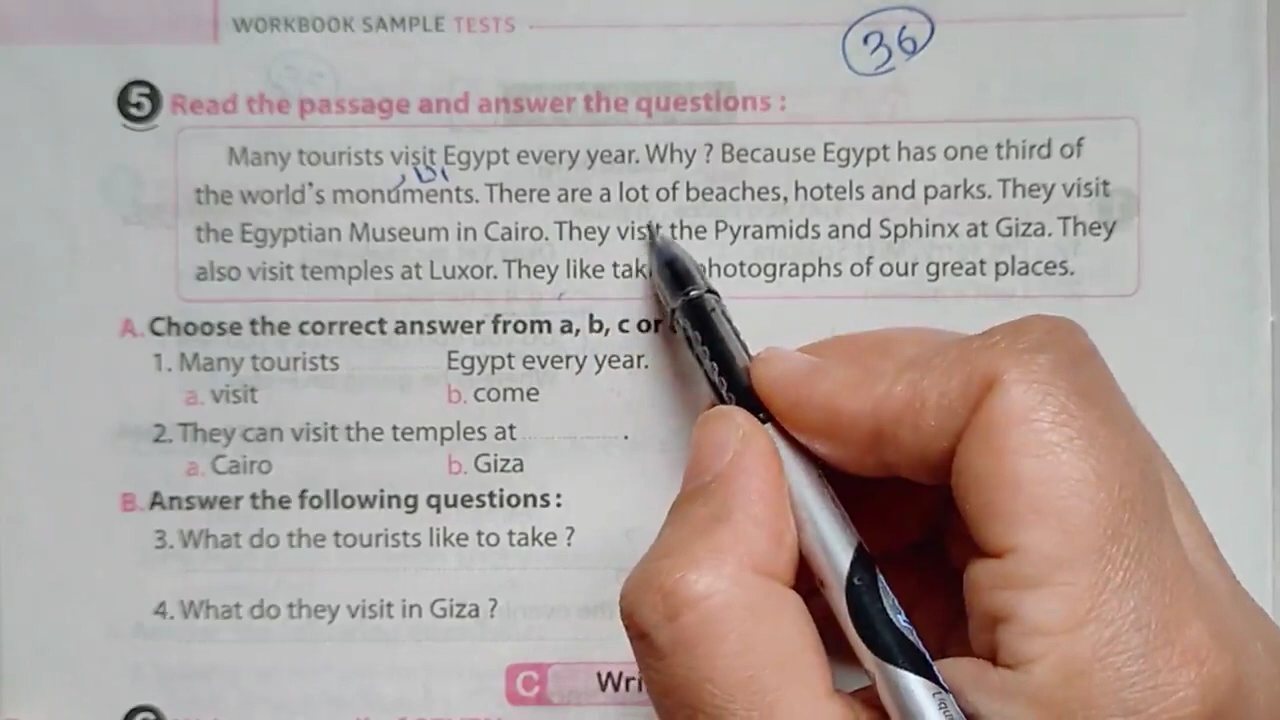 WORKBOOK SAMPLE TESTS
36
5 Read the passage and answer the questions :
Many tourists visit Egypt every year. Why ? Because Egypt has one third of
the world's monuments. There are a lot of beaches, hotels and parks. They visit
the Egyptian Museum in Cairo. They visit the Pyramids and Sphinx at Giza. They
also visit temples at Luxor. They like photographs of our great places.
A. Choose the correct answer from a, b, c or
1. Many tourists Egypt every year.
a. visit b. come
2. They can visit the temples at ................ .
a. Cairo b. Giza
B. Answer the following questions :
3. What do the tourists like to take ?
4. What do they visit in Giza ?
C